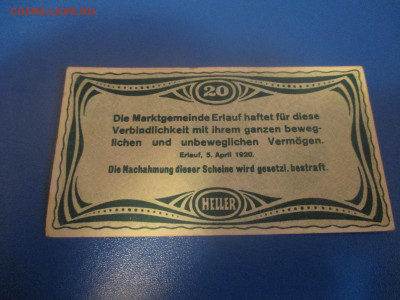 COINS.LAVE.RU
20
Die Marktgemeinde Erlauf haftet für diese
Verbindlichkeit mit ihrem ganzen beweg-
lichen und unbeweglichen Vermögen.
Erlauf, 5. April 1920.
Die Nachahmung dieser Scheine wird gesetzl. bestraft.
HELLER